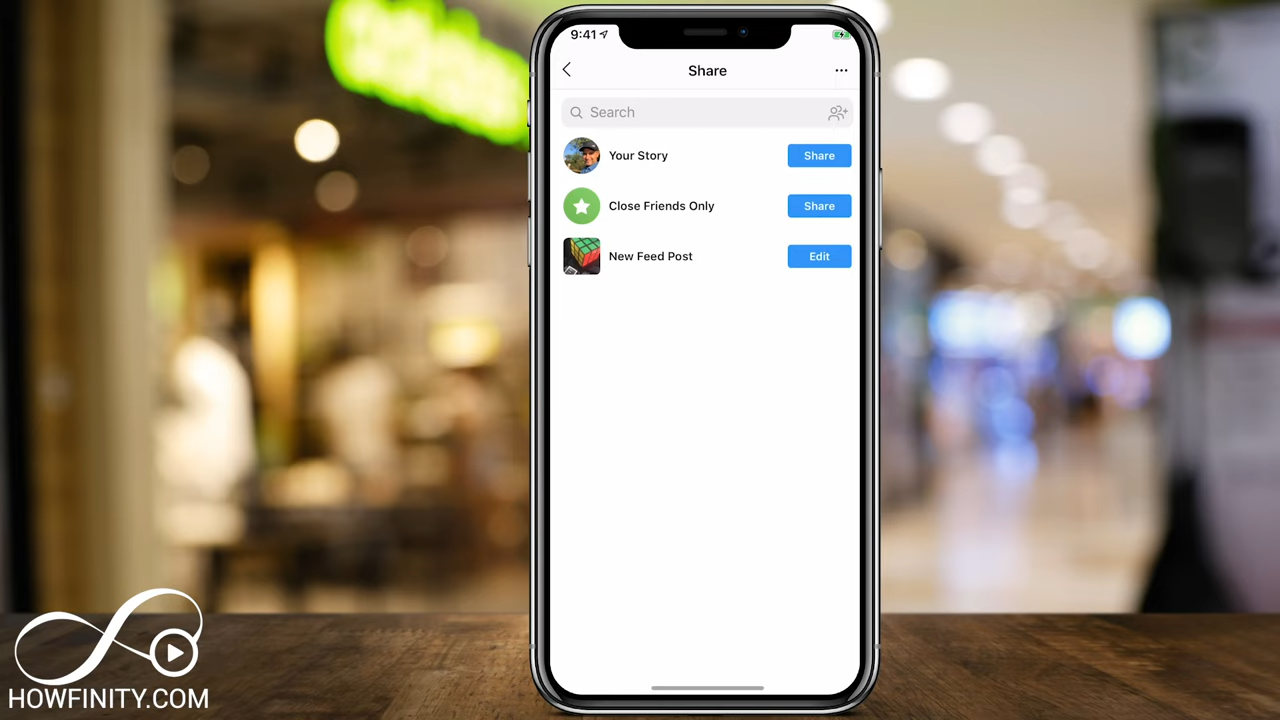 9:41
Share
Search
Your Story
Share
Close Friends Only
Share
New Feed Post
Edit
HOWFINITY.COM